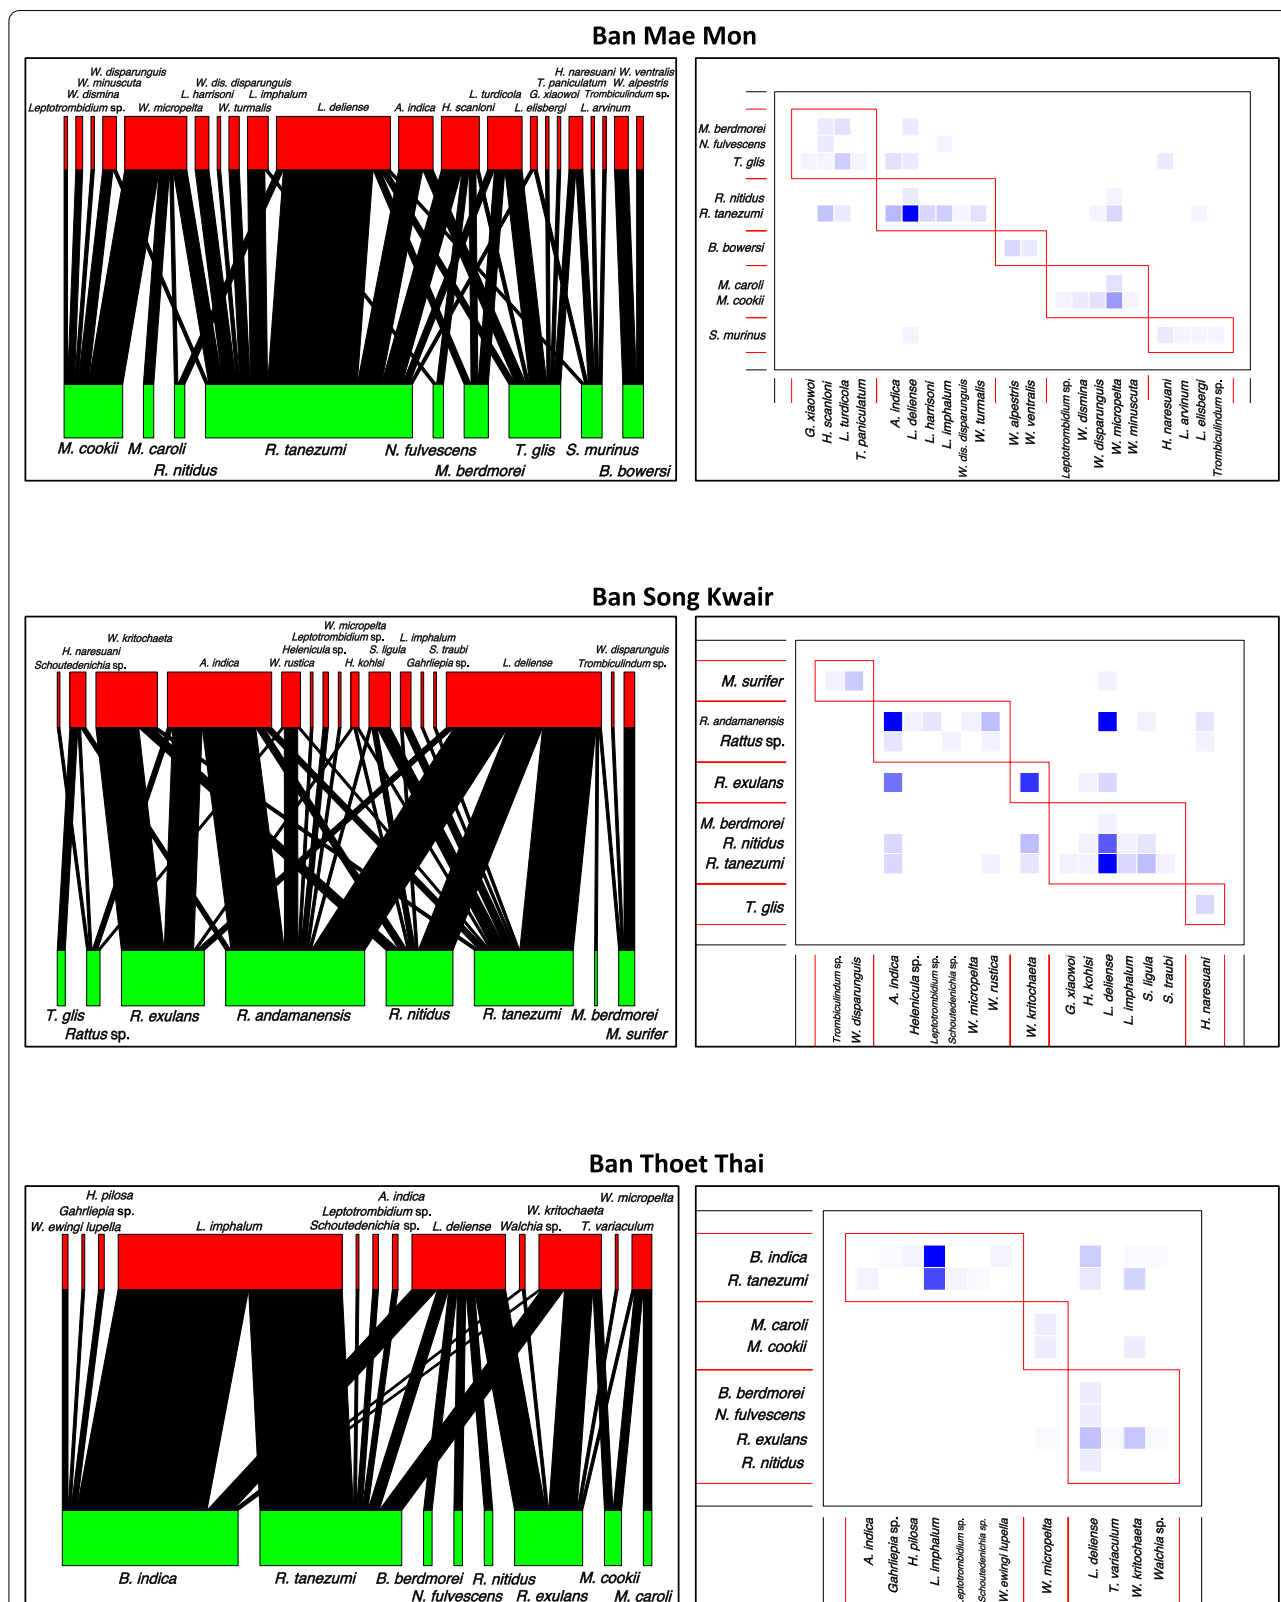 Ban Mae Mon
H. naresuani W. ventralis
W. disparunguis
W. minuscuta
W. dis. disparunguis
T. paniculatum W. alpestris
W. dismina
L. harrisoni
L. imphalum
L. turdicola
G. xiaowoi
Trombiculindum sp.
Leptotrombidium sp.
W. micropelta
W. turmalis
L. deliense
A. indica
H. scanloni
L. elisbergi
L. arvinum
M. cookii
M. caroli
R. tanezumi
N. fulvescens
T. glis
S. murinus
R. nitidus
M. berdmorei
B. bowersi
M. berdmorei
N. fulvescens
T. glis
R. nitidus
R. tanezumi
B. bowersi
M. caroli
M. cookii
S. murinus
G. xiaowoi
H. scanloni
L. turdicola
T. paniculatum
A. indica
L. deliense
L. harrisoni
L. imphalum
W. dis. disparunguis
W. turmalis
W. alpestris
W. ventralis
Leptotrombidium sp.
W. dismina
W. disparunguis
W. micropelta
W. minuscuta
H. naresuani
L. arvinum
L. elisbergi
Trombiculindum sp.
Ban Song Kwair
W. micropelta
W. kritochaeta
Leptotrombidium sp.
L. imphalum
H. naresuani
Helenicula sp.
S. ligula
S. traubi
W. disparunguis
Schoutedenichia sp.
A. indica
W. rustica
H. kohlsi
Gahrliepia sp.
L. deliense
Trombiculindum sp.
T. glis
R. exulans
R. andamanensis
R. nitidus
R. tanezumi
M. berdmorei
Rattus sp.
M. surifer
M. surifer
R. andamanensis
Rattus sp.
R. exulans
M. berdmorei
R. nitidus
R. tanezumi
T. glis
Trombiculindum sp.
W. disparunguis
A. indica
Helenicula sp.
Leptotrombidium sp.
Schoutedenichia sp.
W. micropelta
W. rustica
W. kritochaeta
G. xiaowoi
H. kohlsi
L. deliense
L. imphalum
S. ligula
S. traubi
H. naresuani
Ban Thoet Thai
H. pilosa
A. indica
W. micropelta
Gahrliepia sp.
Leptotrombidium sp.
W. kritochaeta
W. ewingi lupella
L. imphalum
Schoutedenichia sp.
L. deliense
Walchia sp.
T. variaculum
B. indica
R. tanezumi
B. berdmorei
R. nitidus
M. cookii
N. fulvescens
R. exulans
M. caroli
B. indica
R. tanezumi
M. caroli
M. cookii
B. berdmorei
N. fulvescens
R. exulans
R. nitidus
A. indica
Gahrliepia sp.
H. pilosa
L. imphalum
Leptotrombidium sp.
Schoutedenichia sp.
W. ewingi lupella
W. micropelta
L. deliense
T. variaculum
W. kritochaeta
Walchia sp.